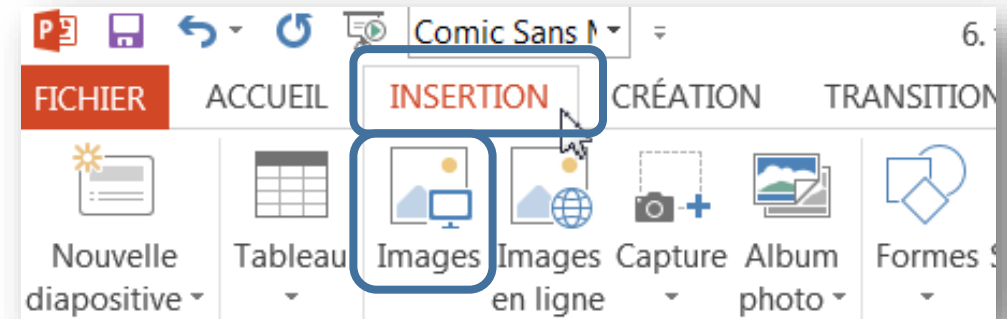 Comic Sans M 6.
FICHIER ACCUEIL INSERTION CRÉATION TRANSITION
Nouvelle Tableau Images Images Capture Album Formes
diapositive en ligne photo